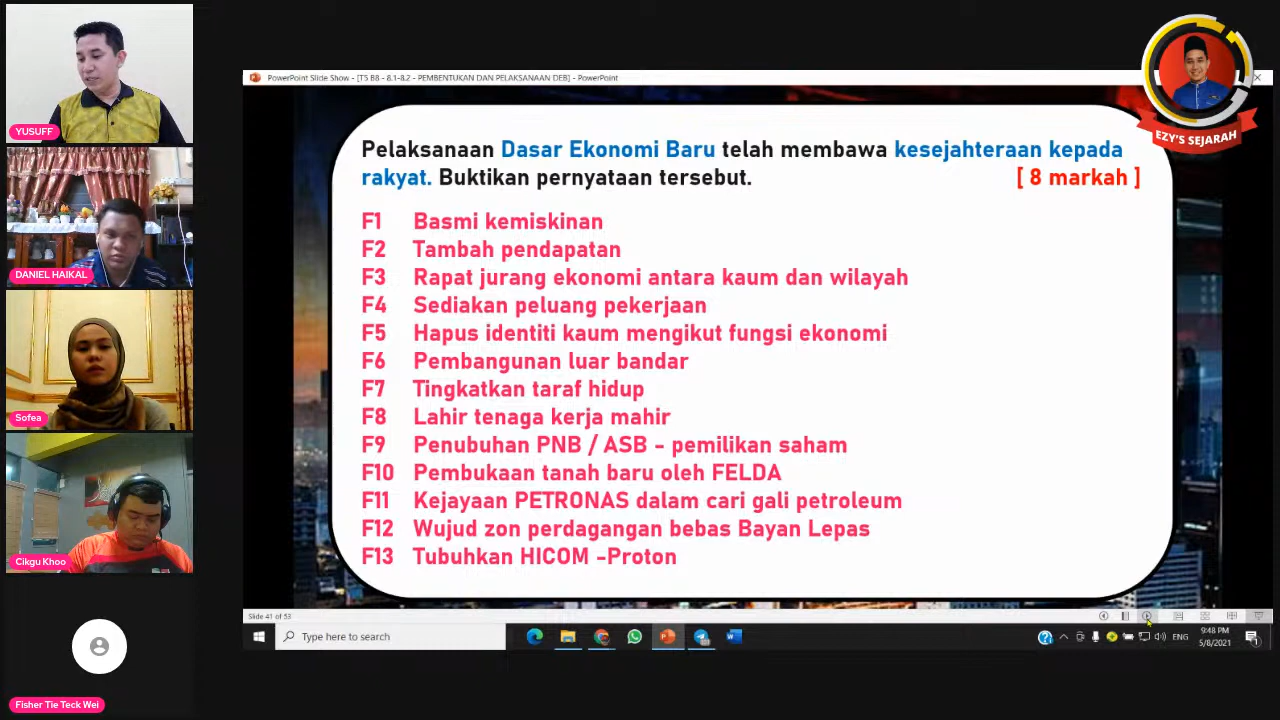 YUSUFF
DANIEL HAIKAL
Sofea
Cikgu Khoo
Fisher Tie Teck Wei
PowerPoint Slide Show - [T5 B8 - 8.1-8.2 - PEMBENTUKAN DAN PELAKSANAAN DEB] - PowerPoint
EZY'S SEJARAH
Pelaksanaan Dasar Ekonomi Baru telah membawa kesejahteraan kepada
rakyat. Buktikan pernyataan tersebut. [ 8 markah ]
F1 Basmi kemiskinan
F2 Tambah pendapatan
F3 Rapat jurang ekonomi antara kaum dan wilayah
F4 Sediakan peluang pekerjaan
F5 Hapus identiti kaum mengikut fungsi ekonomi
F6 Pembangunan luar bandar
F7 Tingkatkan taraf hidup
F8 Lahir tenaga kerja mahir
F9 Penubuhan PNB / ASB - pemilikan saham
F10 Pembukaan tanah baru oleh FELDA
F11 Kejayaan PETRONAS dalam cari gali petroleum
F12 Wujud zon perdagangan bebas Bayan Lepas
F13 Tubuhkan HICOM -Proton
Slide 41 of 53
Type here to search
ENG
9:48 PM
5/8/2021